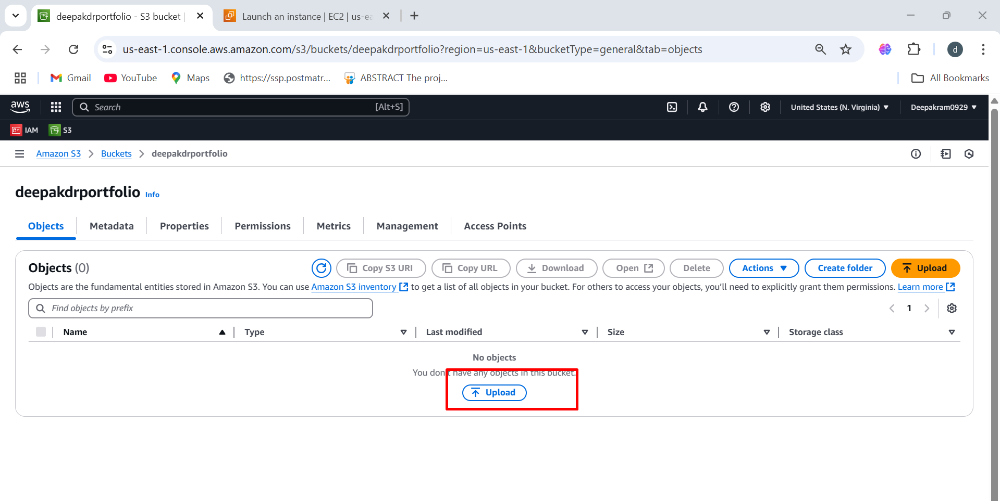 deepakdrportfolio - S3 bucket
Launch an instance | EC2 | us-ea
us-east-1.console.aws.amazon.com/s3/buckets/deepakdrportfolio?region=us-east-1&bucketType=general&tab=objects
d
Gmail
YouTube
Maps
https://ssp.postmatr...
ABSTRACT The proj...
All Bookmarks
aws
Search
[Alt+S]
United States (N. Virginia)
Deepakram0929
IAM
S3
Amazon S3
Buckets
deepakdrportfolio
deepakdrportfolio Info
Objects
Metadata
Properties
Permissions
Metrics
Management
Access Points
Objects (0)
Copy S3 URI
Copy URL
Download
Open
Delete
Actions
Create folder
Upload
Objects are the fundamental entities stored in Amazon S3. You can use Amazon S3 inventory to get a list of all objects in your bucket. For others to access your objects, you’ll need to explicitly grant them permissions. Learn more
Find objects by prefix
1
Name
Type
Last modified
Size
Storage class
No objects
You don't have any objects in this bucket.
Upload